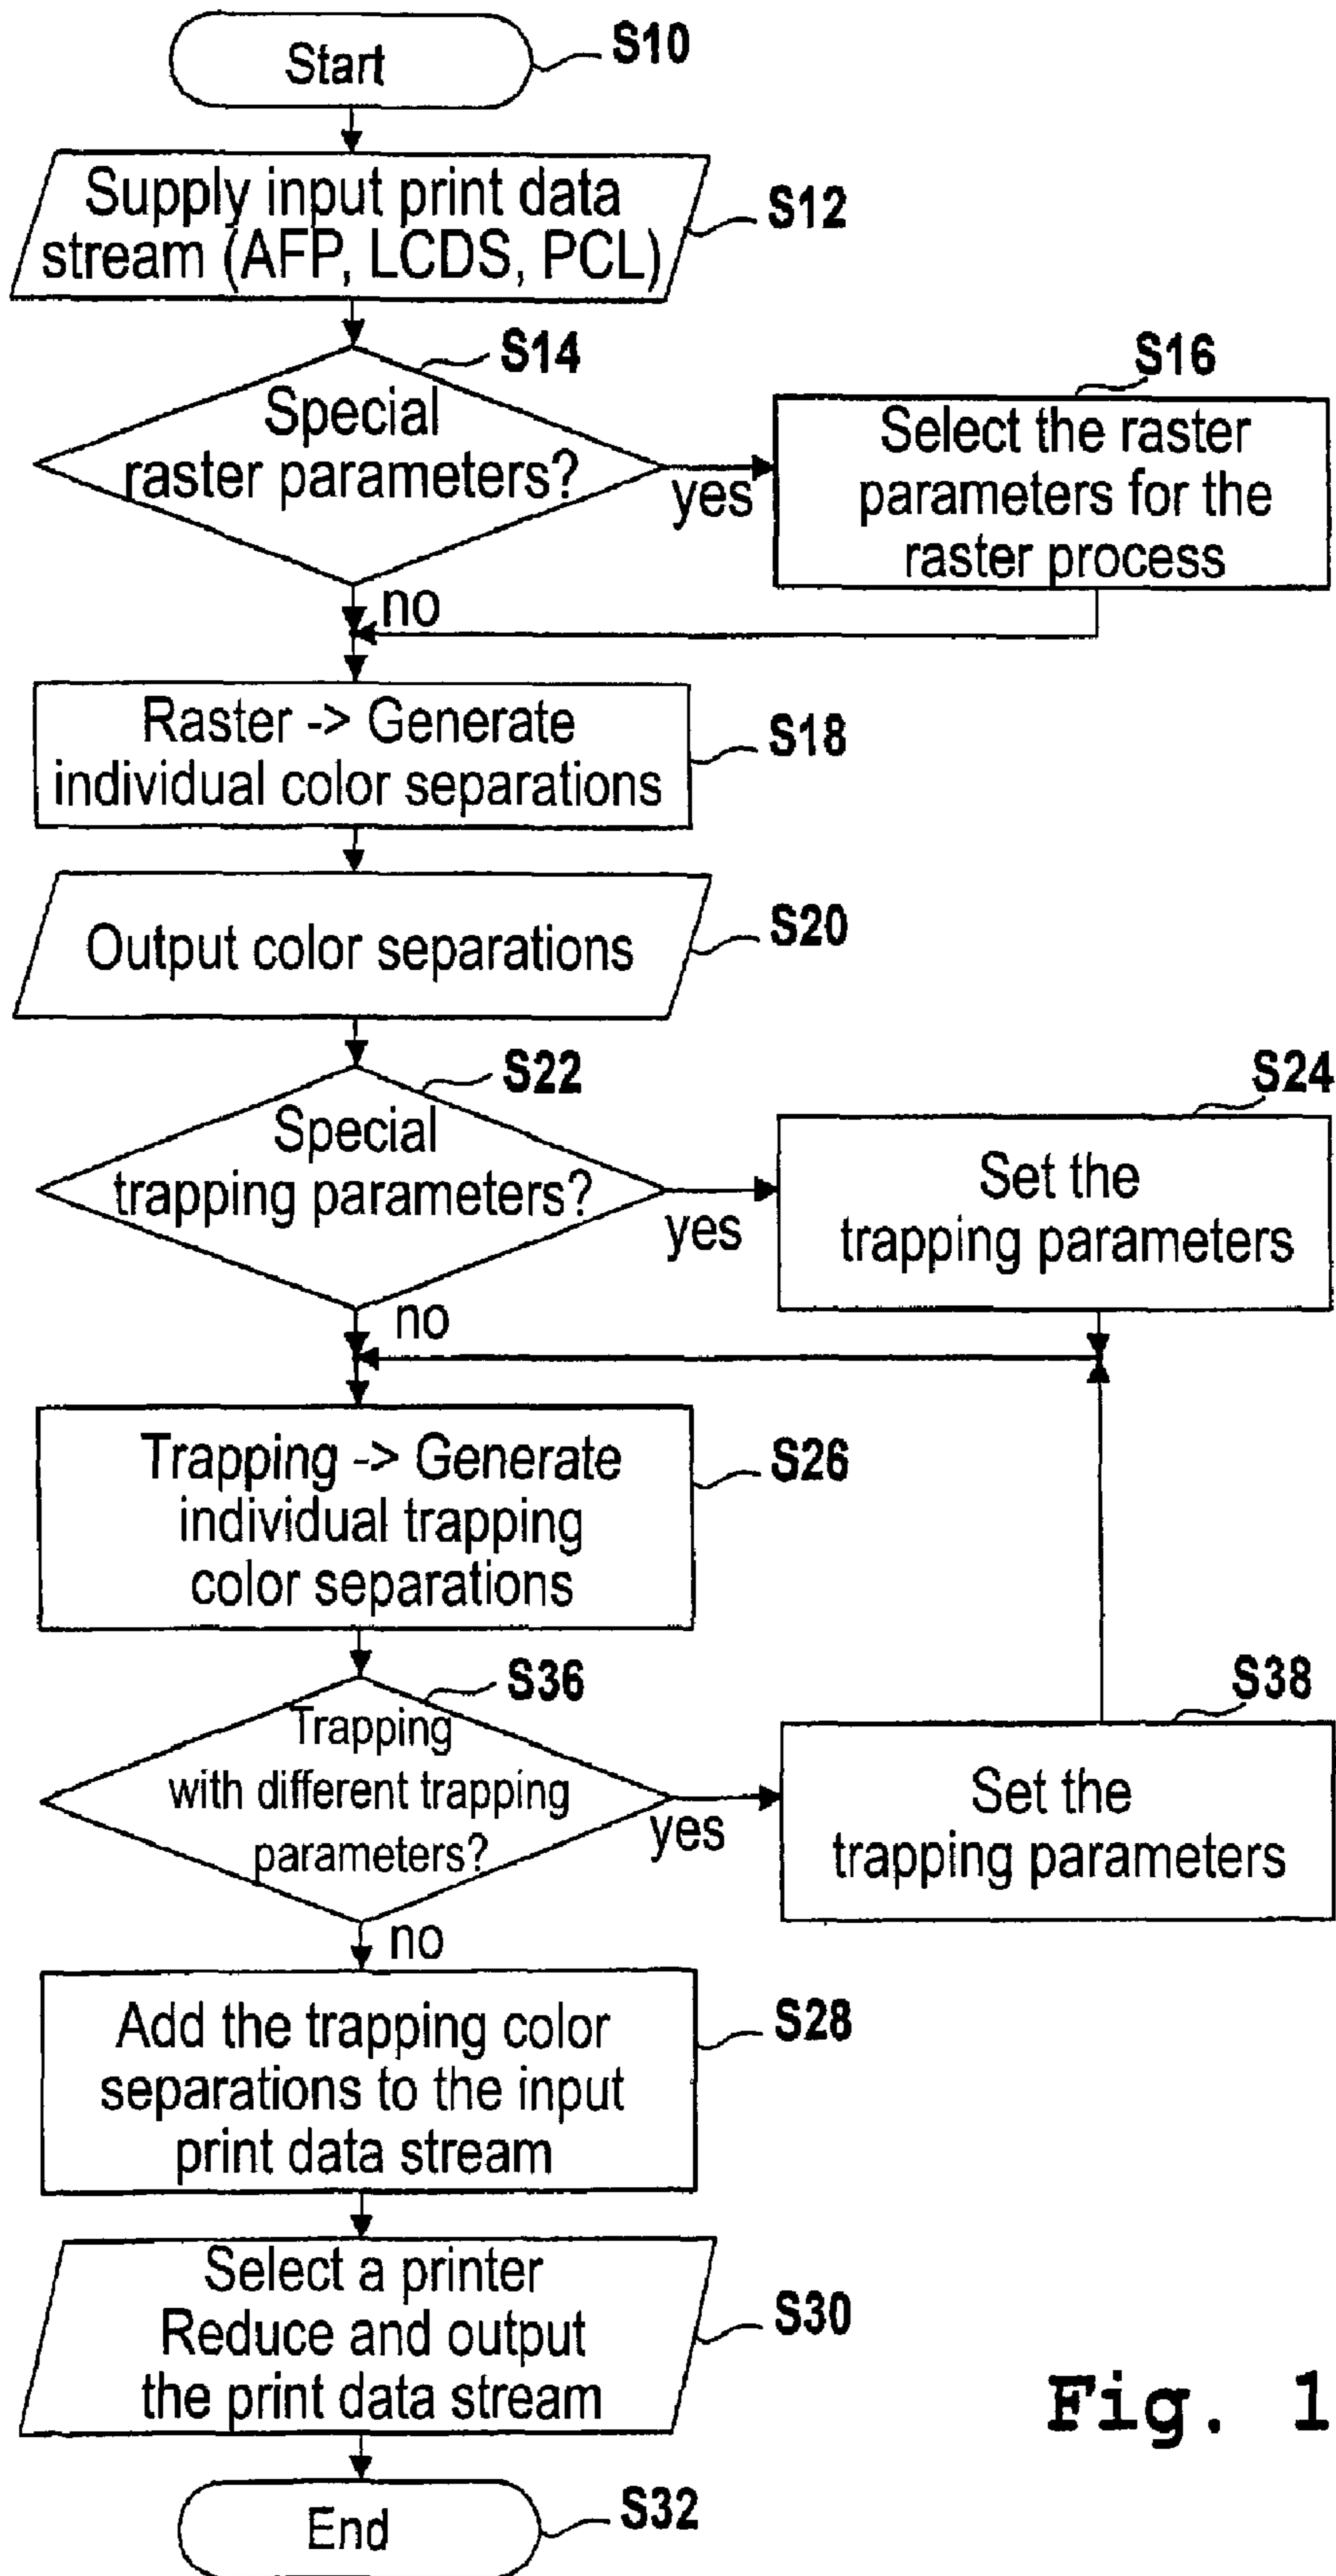 Start
S10
Supply input print data
stream (AFP, LCDS, PCL)
S12
S14
Special
raster parameters?
yes
no
S16
Select the raster
parameters for the
raster process
Raster -> Generate
individual color separations
S18
Output color separations
S20
S22
Special
trapping parameters?
yes
no
S24
Set the
trapping parameters
Trapping -> Generate
individual trapping
color separations
S26
S36
Trapping
with different trapping
parameters?
yes
no
S38
Set the
trapping parameters
Add the trapping color
separations to the input
print data stream
S28
Select a printer
Reduce and output
the print data stream
S30
Fig. 1
End
S32